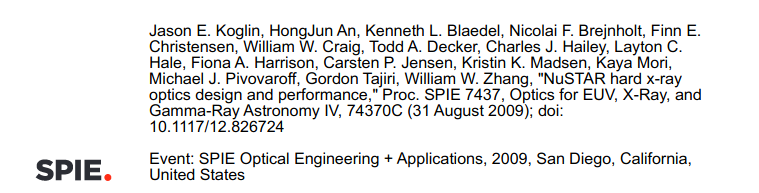 Jason E. Koglin, HongJun An, Kenneth L. Blaedel, Nicolai F. Brejnholt, Finn E.
Christensen, William W. Craig, Todd A. Decker, Charles J. Hailey, Layton C.
Hale, Fiona A. Harrison, Carsten P. Jensen, Kristin K. Madsen, Kaya Mori,
Michael J. Pivovaroff, Gordon Tajiri, William W. Zhang, "NuSTAR hard x-ray
optics design and performance," Proc. SPIE 7437, Optics for EUV, X-Ray, and
Gamma-Ray Astronomy IV, 74370C (31 August 2009); doi:
10.1117/12.826724
SPIE.
Event: SPIE Optical Engineering + Applications, 2009, San Diego, California,
United States